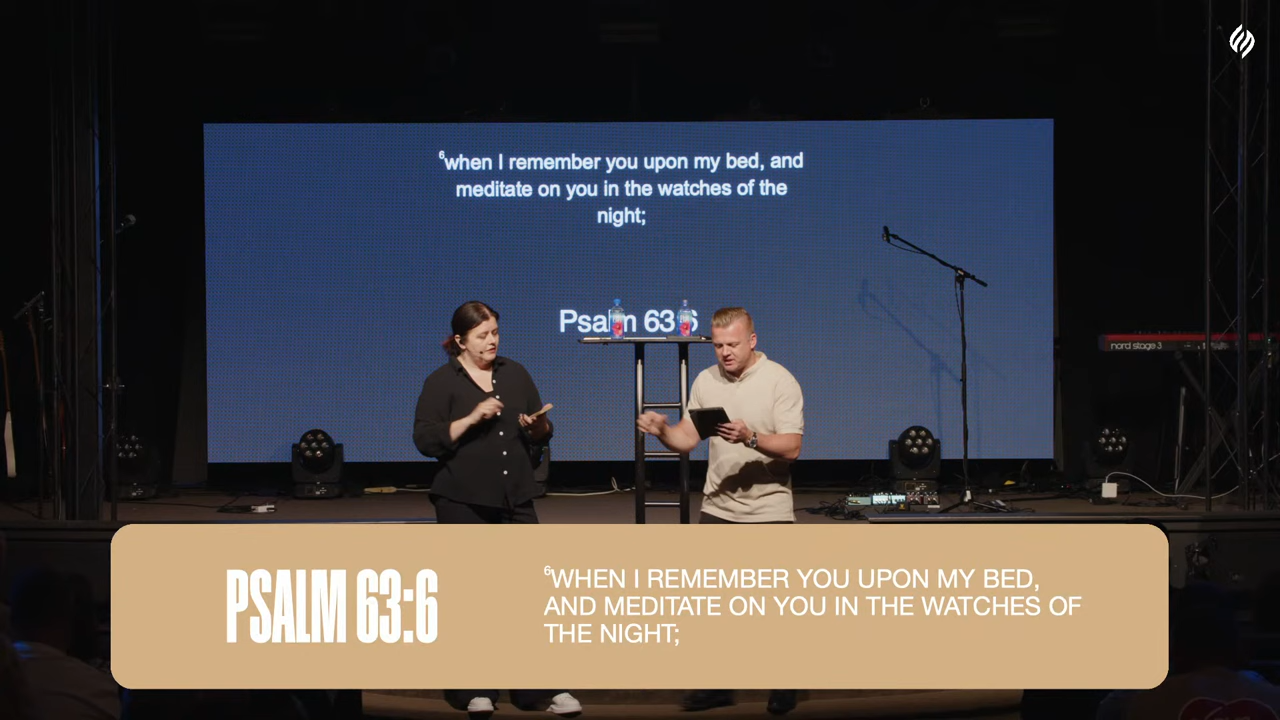 ⁶when I remember you upon my bed, and
meditate on you in the watches of the
night;
Psalm 63:6
nord stage 3
PSALM 63:6
⁶WHEN I REMEMBER YOU UPON MY BED,
AND MEDITATE ON YOU IN THE WATCHES OF
THE NIGHT;